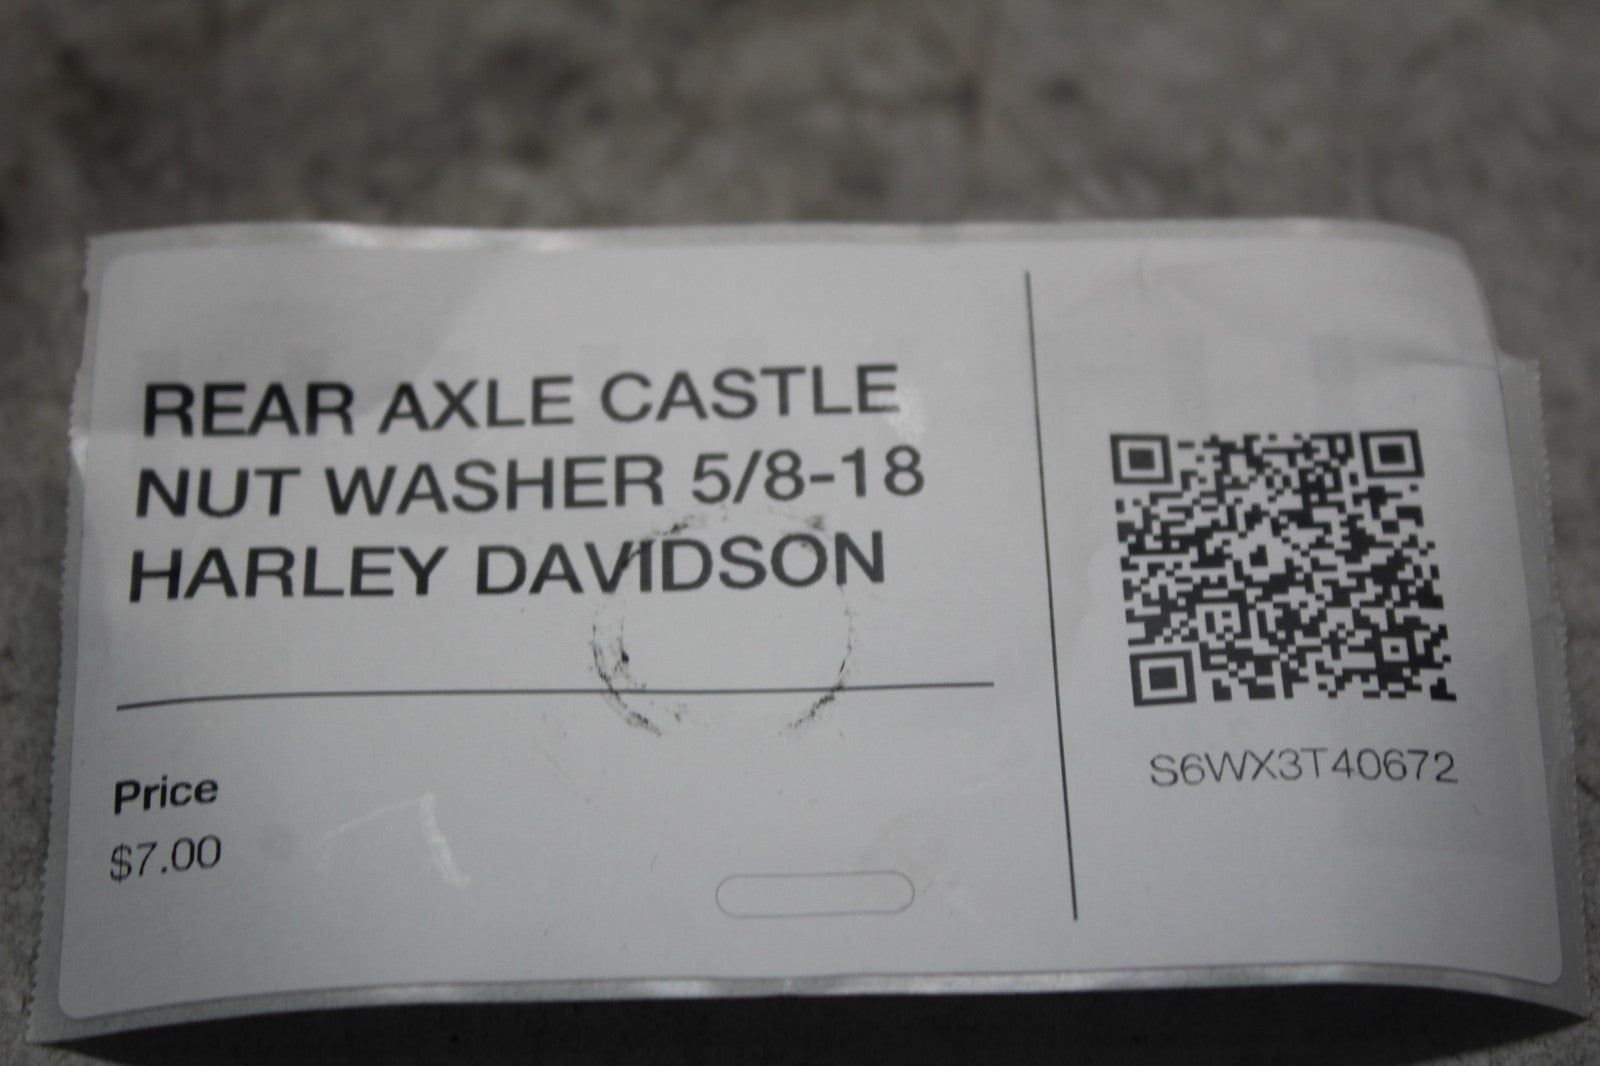 REAR AXLE CASTLE
NUT WASHER 5/8-18
HARLEY DAVIDSON
Price
$7.00
S6WX3T40672